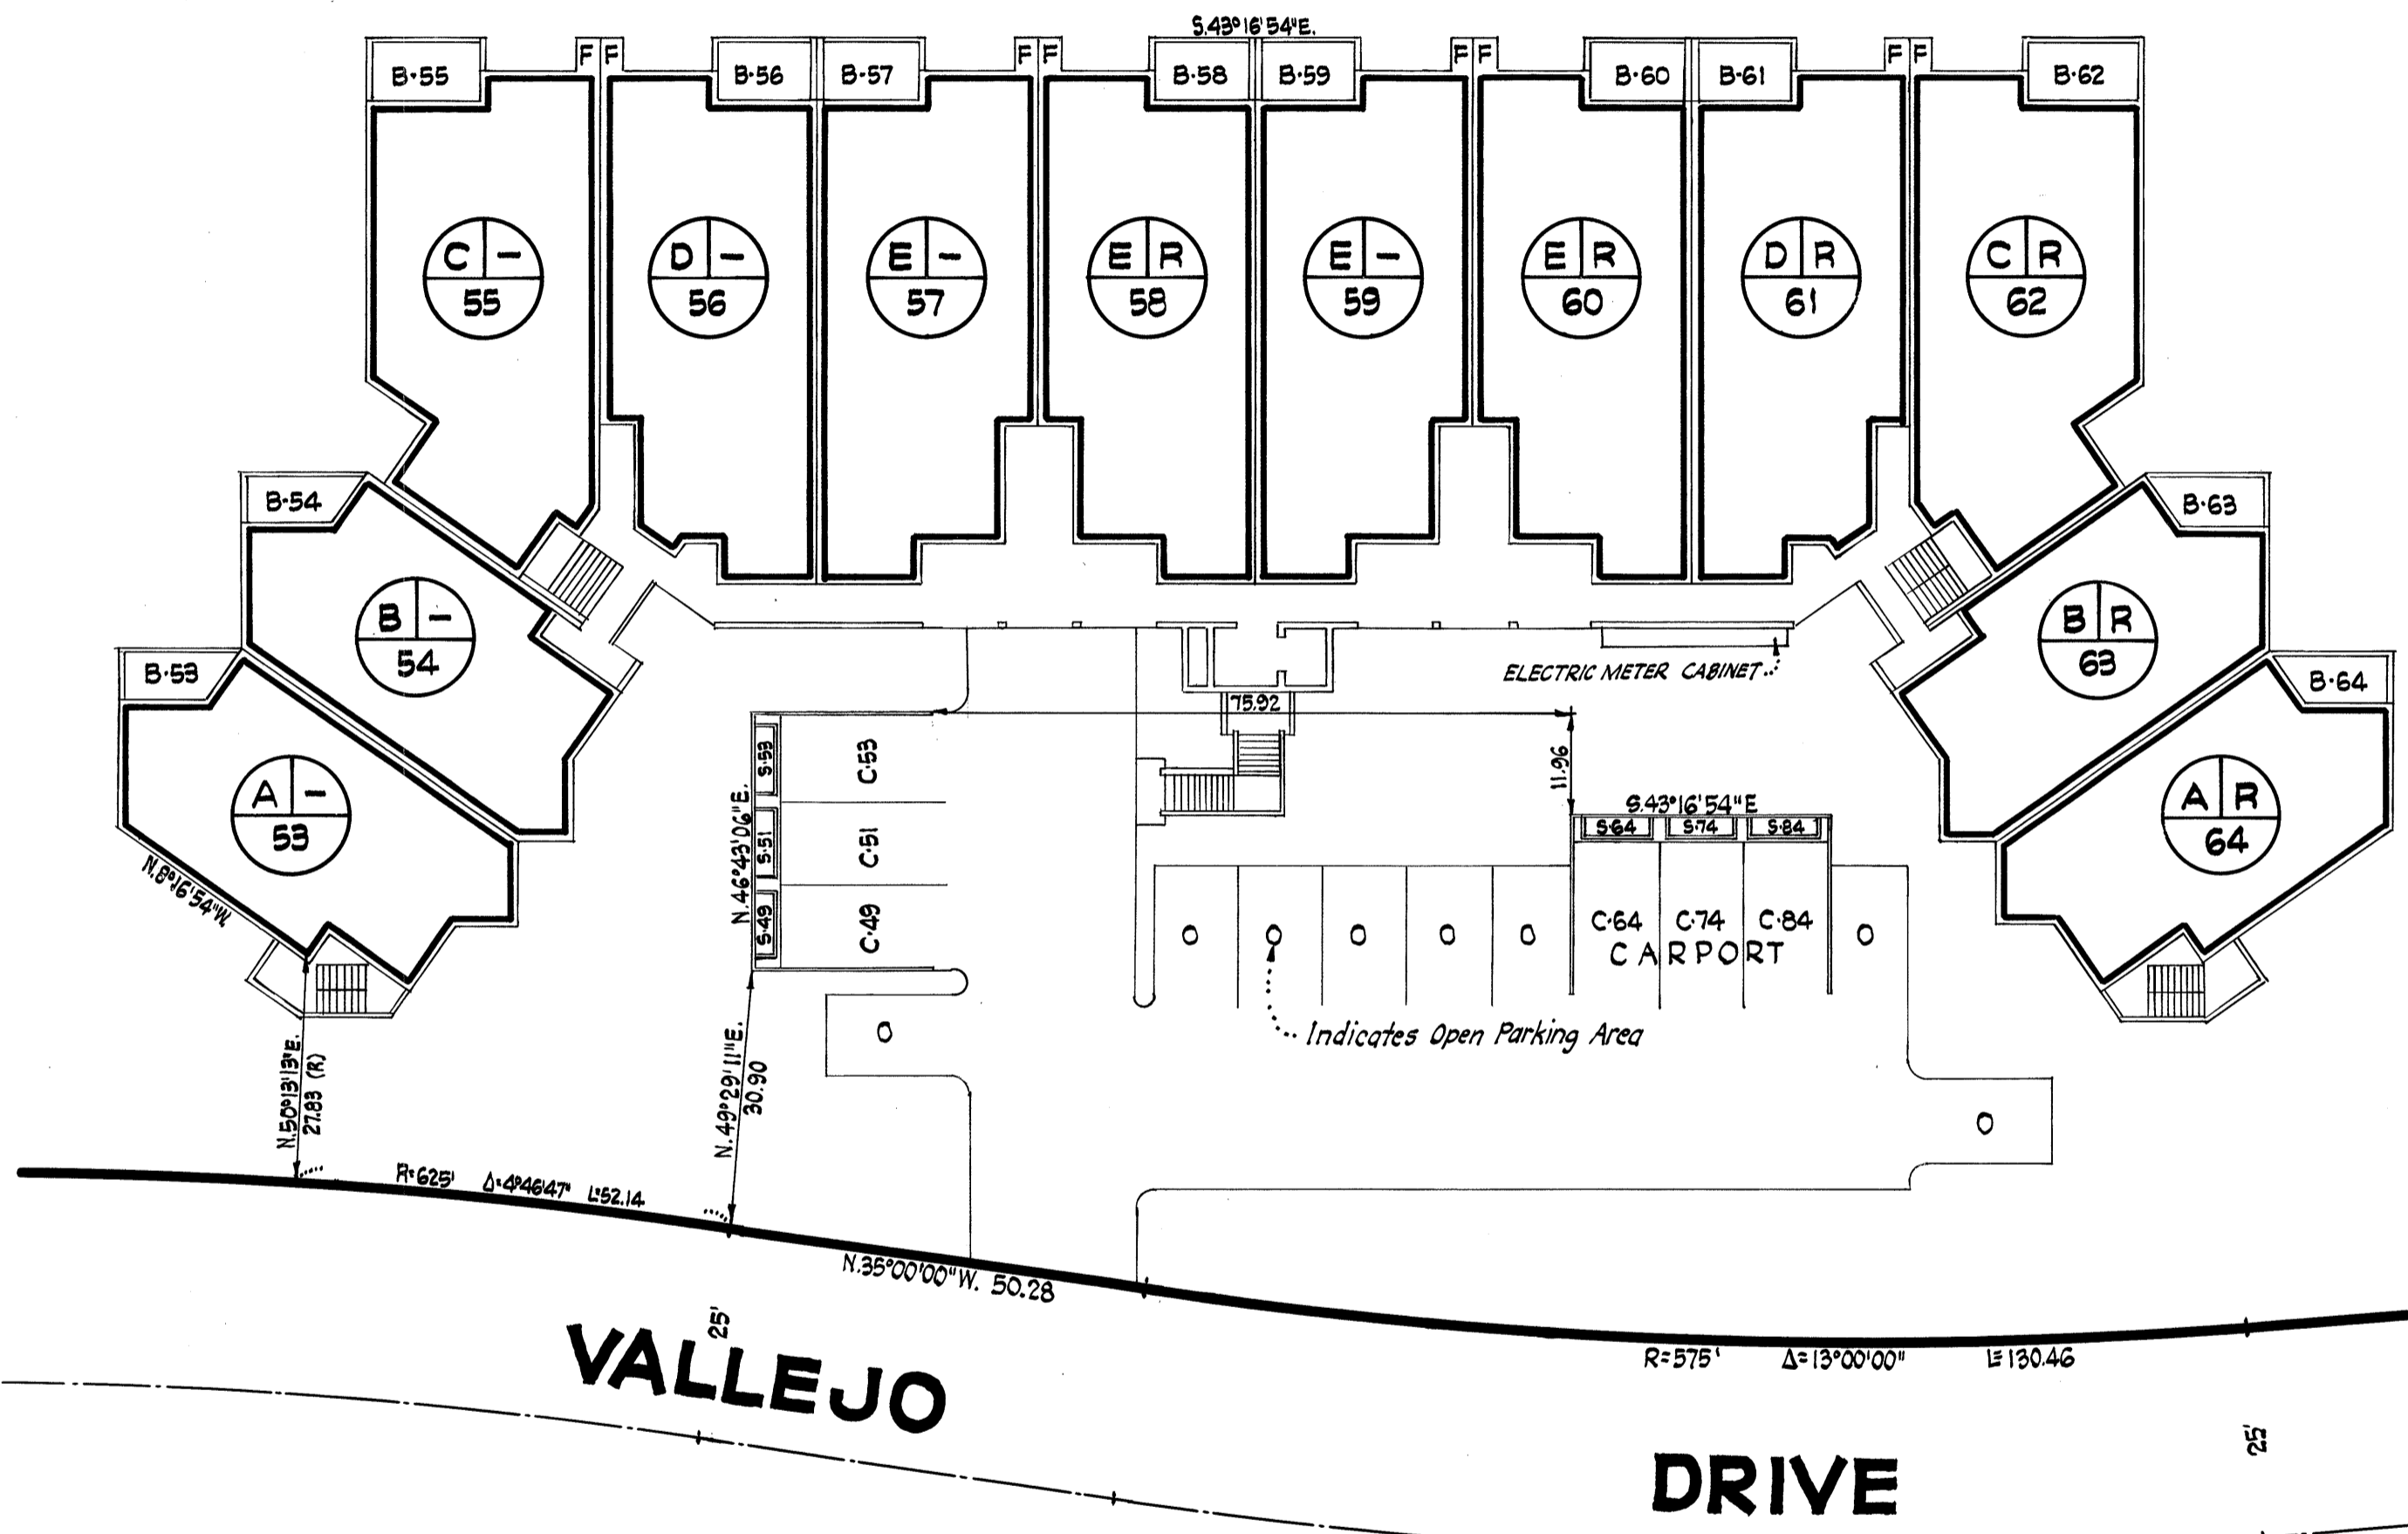 S.43°16'54"E.
B-55
F F
B-56
B-57
F F
B-58
B-59
F F
B-60
B-61
F F
B-62
C -
55
D -
56
E -
57
E R
58
E -
59
E R
60
D R
61
C R
62
B-54
B-63
B -
54
B R
63
B-53
B-64
ELECTRIC METER CABINET
75.92
A -
53
A R
64
S-53
C-53
11.96
S.43°16'54"E
N.46°43'06"E.
S-51
C-51
S-64
S-74
S-84
N.8°16'54"W.
S-49
C-49
O
O
O
O
O
C-64
C-74
C-84
CARPORT
O
O
Indicates Open Parking Area
N.50°13'13"E.
27.83 (R)
N.49°29'11"E.
30.90
O
R=625' Δ=4°46'47" L=52.14
N.35°00'00"W. 50.28
25'
VALLEJO
R=575' Δ=13°00'00" L=130.46
25'
DRIVE